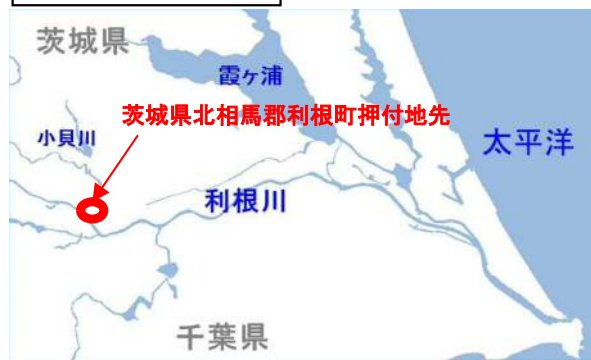 茨城県
霞ヶ浦
茨城県北相馬郡利根町押付地先
小貝川
太平洋
利根川
千葉県